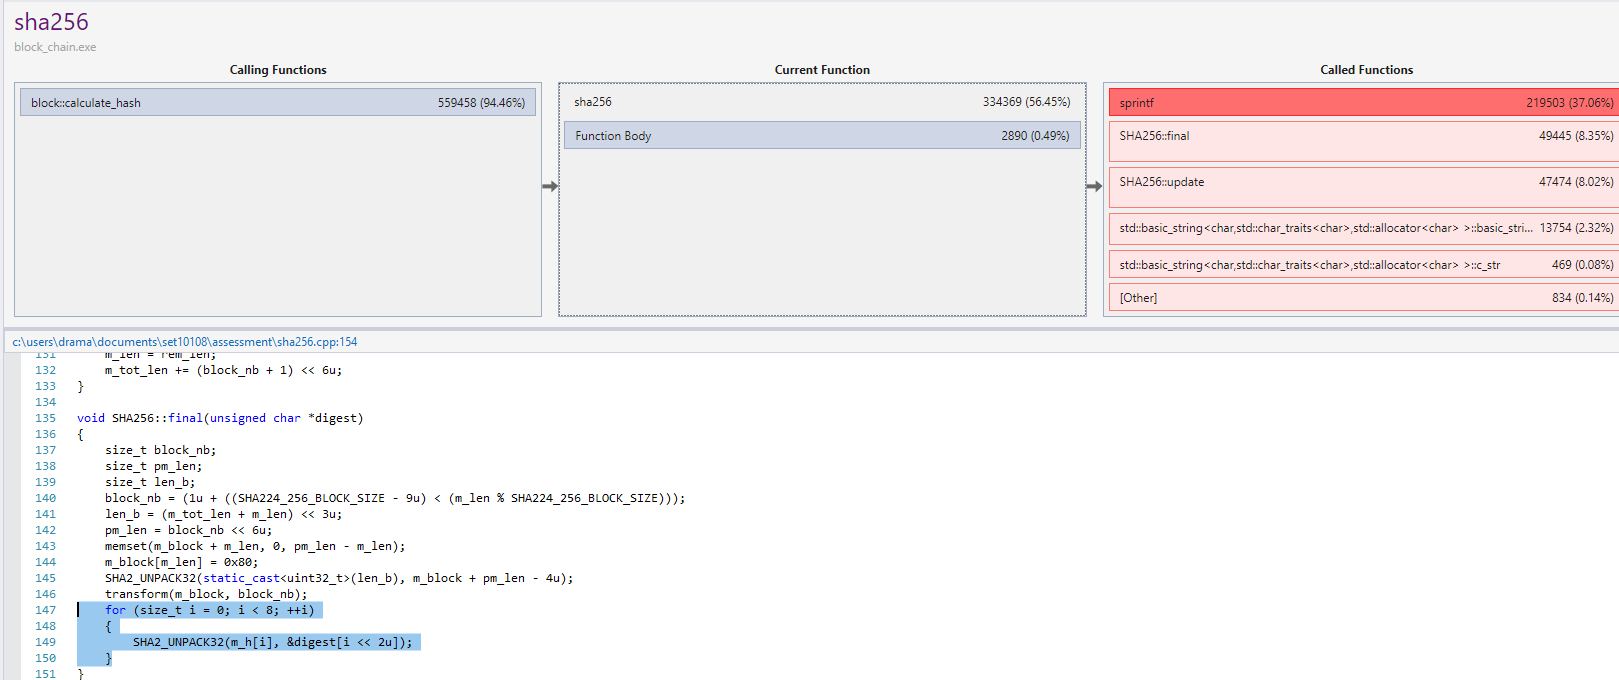 sha256
block_chain.exe
Calling Functions
Current Function
Called Functions
block::calculate_hash 559458 (94.46%)
sha256 334369 (56.45%)
Function Body 2890 (0.49%)
sprintf 219503 (37.06%)
SHA256::final 49445 (8.35%)
SHA256::update 47474 (8.02%)
std::basic_string<char,std::char_traits<char>,std::allocator<char> >::basic_stri... 13754 (2.32%)
std::basic_string<char,std::char_traits<char>,std::allocator<char> >::c_str 469 (0.08%)
[Other] 834 (0.14%)
c:\users\drama\documents\set10108\assessment\sha256.cpp:154
131 m_len = rem_len;
132 m_tot_len += (block_nb + 1) << 6u;
133 }
134
135 void SHA256::final(unsigned char *digest)
136 {
137 size_t block_nb;
138 size_t pm_len;
139 size_t len_b;
140 block_nb = (1u + ((SHA224_256_BLOCK_SIZE - 9u) < (m_len % SHA224_256_BLOCK_SIZE)));
141 len_b = (m_tot_len + m_len) << 3u;
142 pm_len = block_nb << 6u;
143 memset(m_block + m_len, 0, pm_len - m_len);
144 m_block[m_len] = 0x80;
145 SHA2_UNPACK32(static_cast<uint32_t>(len_b), m_block + pm_len - 4u);
146 transform(m_block, block_nb);
147 for (size_t i = 0; i < 8; ++i)
148 {
149 SHA2_UNPACK32(m_h[i], &digest[i << 2u]);
150 }
151 }